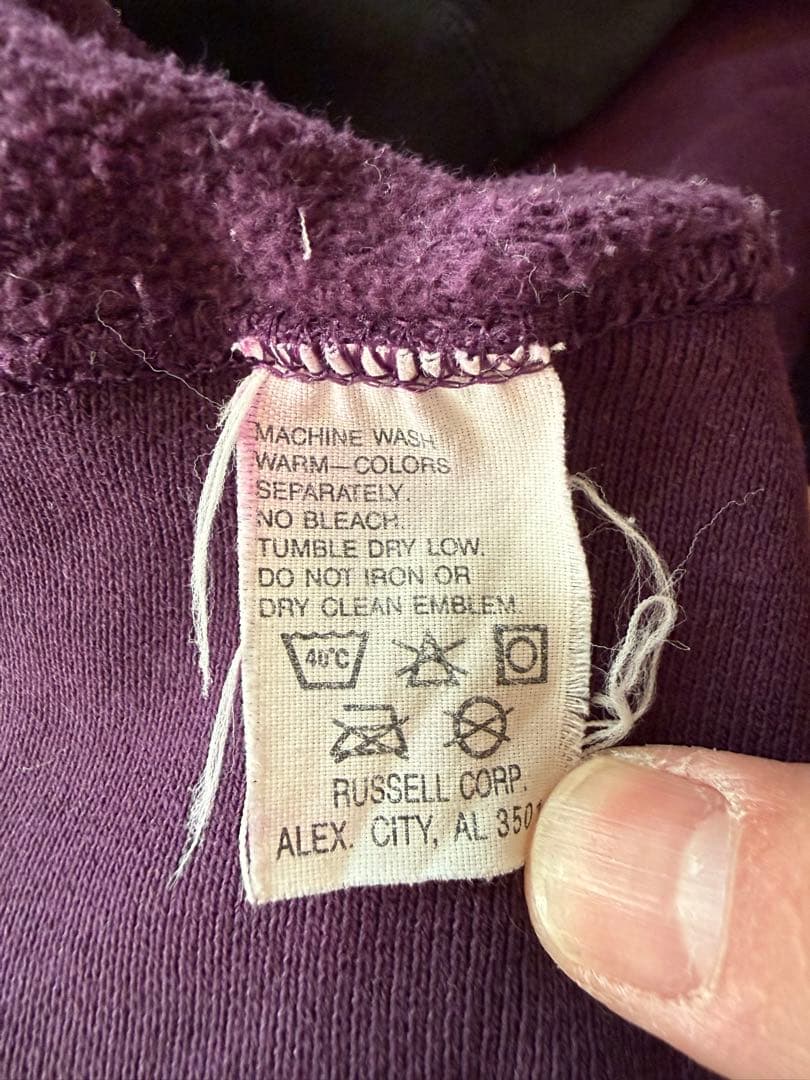 MACHINE WASH
WARM—COLORS
SEPARATELY.
NO BLEACH.
TUMBLE DRY LOW.
DO NOT IRON OR
DRY CLEAN EMBLEM.
40°C
RUSSELL CORP.
ALEX. CITY, AL